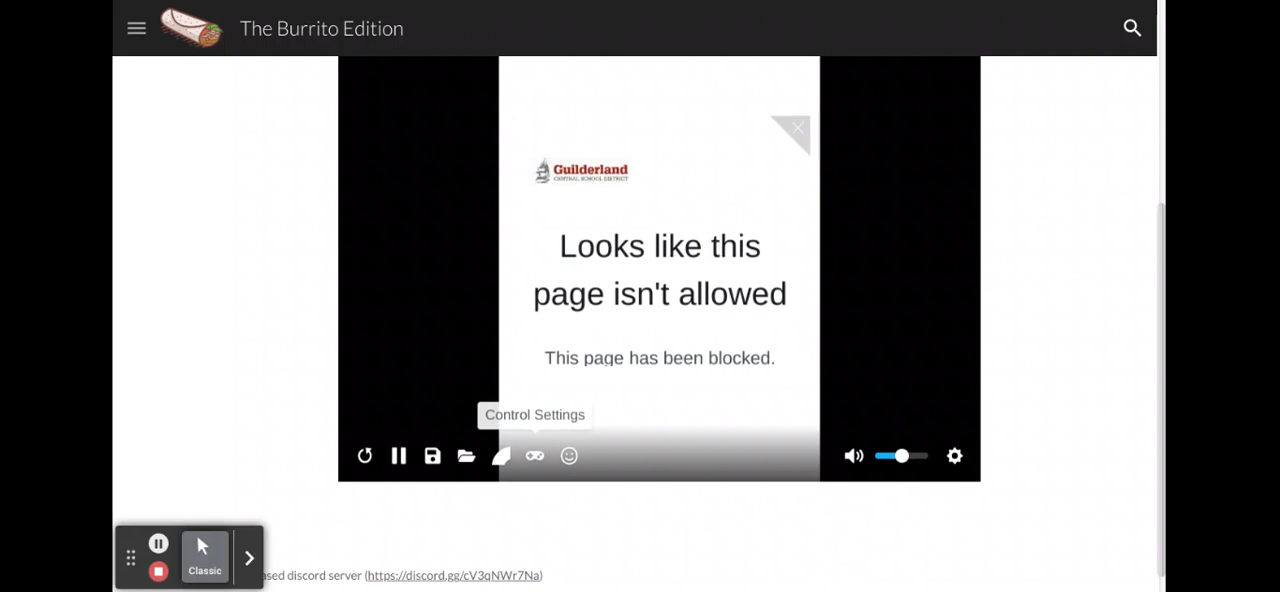 The Burrito Edition
Guilderland
CENTRAL SCHOOL DISTRICT
Looks like this
page isn't allowed
This page has been blocked.
Control Settings
Classic
ased discord server (https://discord.gg/cV3qNWr7Na)